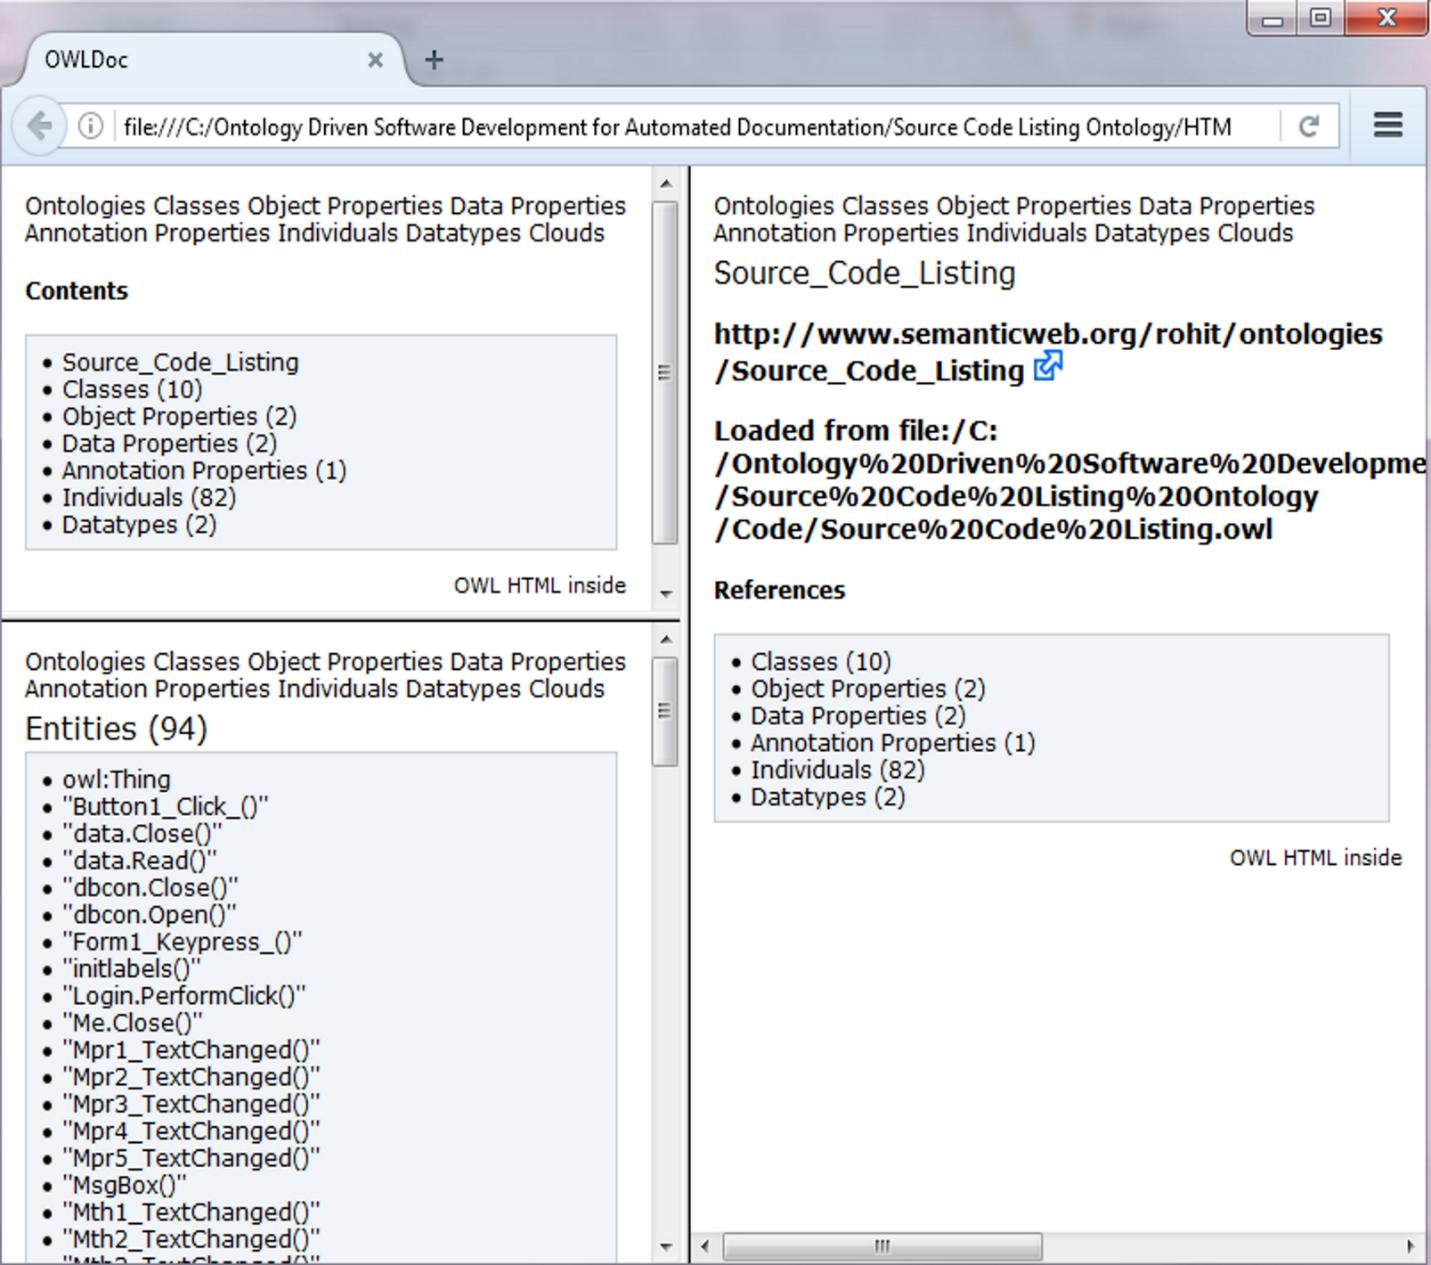 OWLDoc
file:///C:/Ontology Driven Software Development for Automated Documentation/Source Code Listing Ontology/HTM
Ontologies Classes Object Properties Data Properties
Annotation Properties Individuals Datatypes Clouds
Contents
• Source_Code_Listing
• Classes (10)
• Object Properties (2)
• Data Properties (2)
• Annotation Properties (1)
• Individuals (82)
• Datatypes (2)
OWL HTML inside
Ontologies Classes Object Properties Data Properties
Annotation Properties Individuals Datatypes Clouds
Entities (94)
• owl:Thing
• "Button1_Click_()"
• "data.Close()"
• "data.Read()"
• "dbcon.Close()"
• "dbcon.Open()"
• "Form1_Keypress_()"
• "initlabels()"
• "Login.PerformClick()"
• "Me.Close()"
• "Mpr1_TextChanged()"
• "Mpr2_TextChanged()"
• "Mpr3_TextChanged()"
• "Mpr4_TextChanged()"
• "Mpr5_TextChanged()"
• "MsgBox()"
• "Mth1_TextChanged()"
• "Mth2_TextChanged()"
Ontologies Classes Object Properties Data Properties
Annotation Properties Individuals Datatypes Clouds
Source_Code_Listing
http://www.semanticweb.org/rohit/ontologies
/Source_Code_Listing
Loaded from file:/C:
/Ontology%20Driven%20Software%20Developme
/Source%20Code%20Listing%20Ontology
/Code/Source%20Code%20Listing.owl
References
• Classes (10)
• Object Properties (2)
• Data Properties (2)
• Annotation Properties (1)
• Individuals (82)
• Datatypes (2)
OWL HTML inside